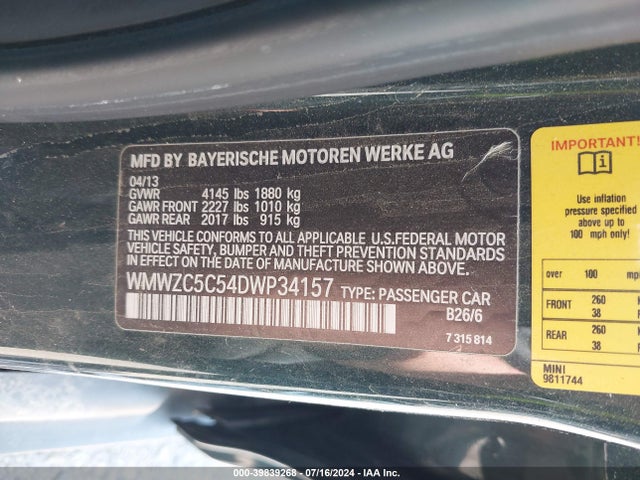 MFD BY BAYERISCHE MOTOREN WERKE AG
04/13
GVWR 4145 lbs 1880 kg
GAWR FRONT 2227 lbs 1010 kg
GAWR REAR 2017 lbs 915 kg
THIS VEHICLE CONFORMS TO ALL APPLICABLE U.S.FEDERAL MOTOR
VEHICLE SAFETY, BUMPER AND THEFT PREVENTION STANDARDS
IN EFFECT ON THE DATE OF MANUFACTURE SHOWN ABOVE.
WMWZC5C54DWP34157 TYPE: PASSENGER CAR
B26/6
7 315 814
IMPORTANT!
i
Use inflation
pressure specified
above for up to
100 mph only!
over 100 mp
FRONT 260
38
REAR 260
38
MINI
9811744
000-39839268 - 07/16/2024 - IAA Inc.